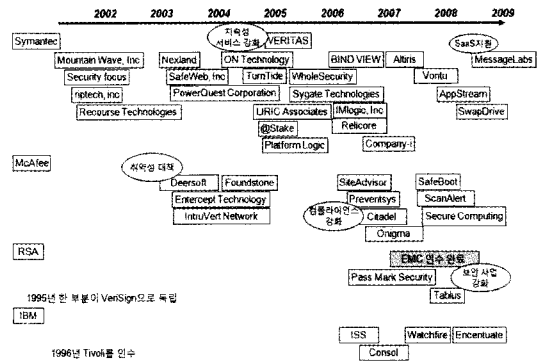 2002 2003 2004 2005 2006 2007 2008 2009
Symantec
지속성
서비스 강화
VERITAS
SaaS지원
Mountain Wave, Inc
Nexland
ON Technology
BIND VIEW
Altiris
MessageLabs
Security focus
SafeWeb, inc
TurnTide
WholeSecurity
Vontu
riptech, inc
PowerQuest Corporation
Sygate Technologies
AppStream
Recourse Technologies
URIC Associates
IMlogic, Inc
SwapDrive
@Stake
Relicore
Platform Logic
Company-i
McAfee
취약성 대책
Deersoft
Foundstone
SiteAdvisor
SafeBoot
Entercept Technology
컴플라이언스
강화
Preventsys
ScanAlert
IntruVert Network
Citadel
Secure Computing
Onigma
RSA
EMC 인수 완료
Pass Mark Security
보안 사업
강화
Tablus
1995년 한 부분이 VeriSign으로 독립
IBM
ISS
Watchfire
Encentuate
1996년 Tivoli를 인수
Consol